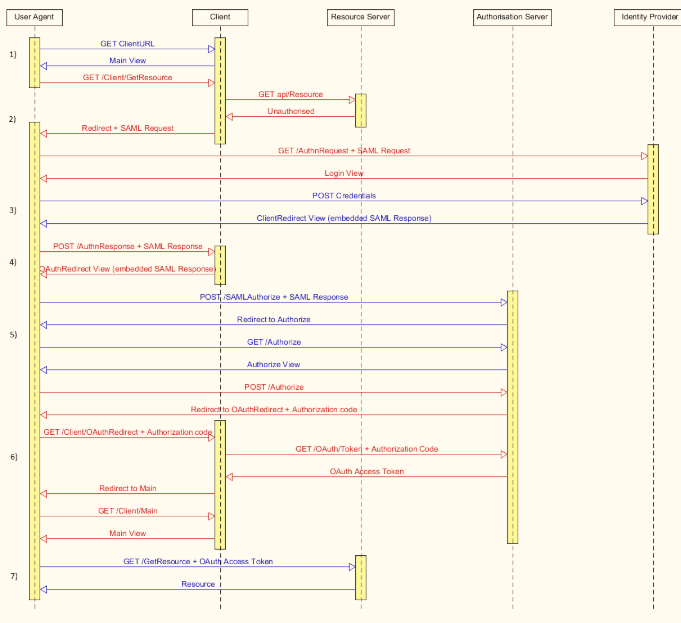 User Agent
Client
Resource Server
Authorisation Server
Identity Provider
1)
GET ClientURL
Main View
GET /Client/GetResource
GET api/Resource
Unauthorised
2)
Redirect + SAML Request
GET /AuthnRequest + SAML Request
Login View
POST Credentials
3)
ClientRedirect View (embedded SAML Response)
POST /AuthnResponse + SAML Response
4)
OAuthRedirect View (embedded SAML Response)
POST /SAMLAuthorize + SAML Response
Redirect to Authorize
5)
GET /Authorize
Authorize View
POST /Authorize
Redirect to OAuthRedirect + Authorization code
GET /Client/OAuthRedirect + Authorization code
GET /OAuth/Token + Authorization Code
6)
OAuth Access Token
Redirect to Main
GET /Client/Main
Main View
GET /GetResource + OAuth Access Token
7)
Resource